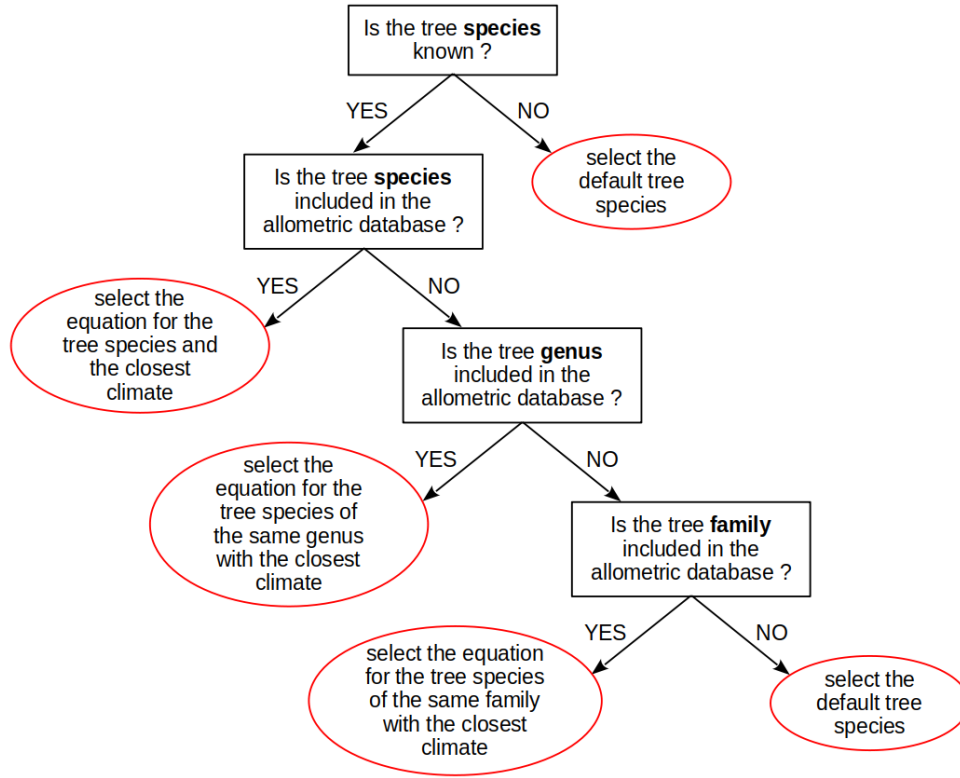 Is the tree species
known ?
YES
NO
select the
default tree
species
Is the tree species
included in the
allometric database ?
YES
NO
select the
equation for the
tree species and
the closest
climate
Is the tree genus
included in the
allometric database ?
YES
NO
select the
equation for the
tree species of
the same genus
with the closest
climate
Is the tree family
included in the
allometric database ?
YES
NO
select the equation
for the tree species
of the same family
with the closest
climate
select the
default tree
species